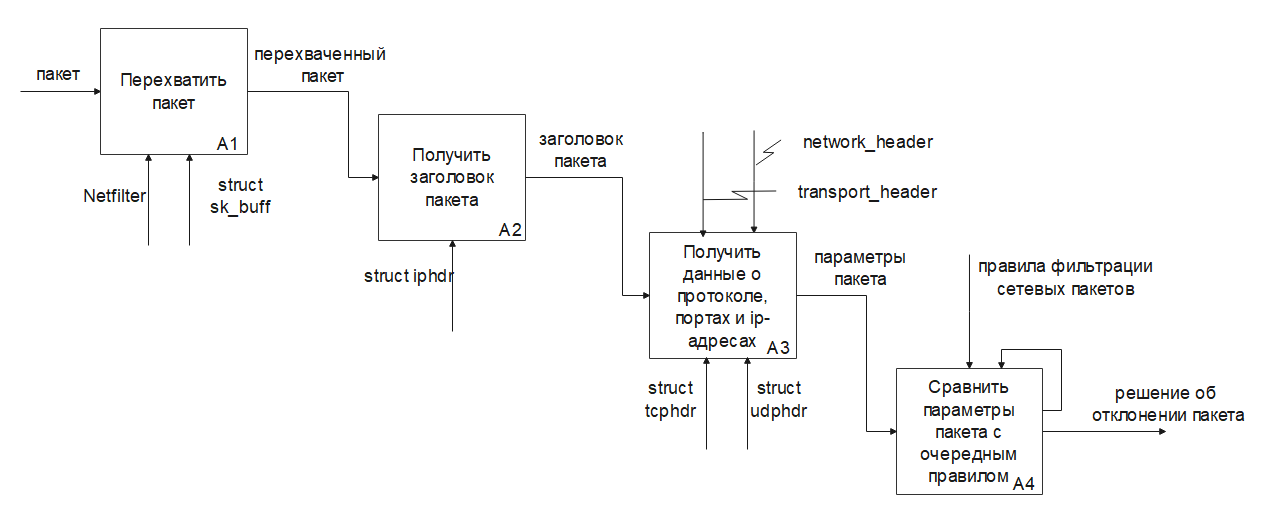 пакет
Перехватить
пакет
A1
перехваченный
пакет
Netfilter
struct
sk_buff
Получить
заголовок
пакета
A2
struct iphdr
заголовок
пакета
network_header
transport_header
Получить
данные о
протоколе,
портах и ip-
адресах
A3
struct
tcphdr
struct
udphdr
параметры
пакета
правила фильтрации
сетевых пакетов
Сравнить
параметры
пакета с
очередным
правилом
A4
решение об
отклонении пакета